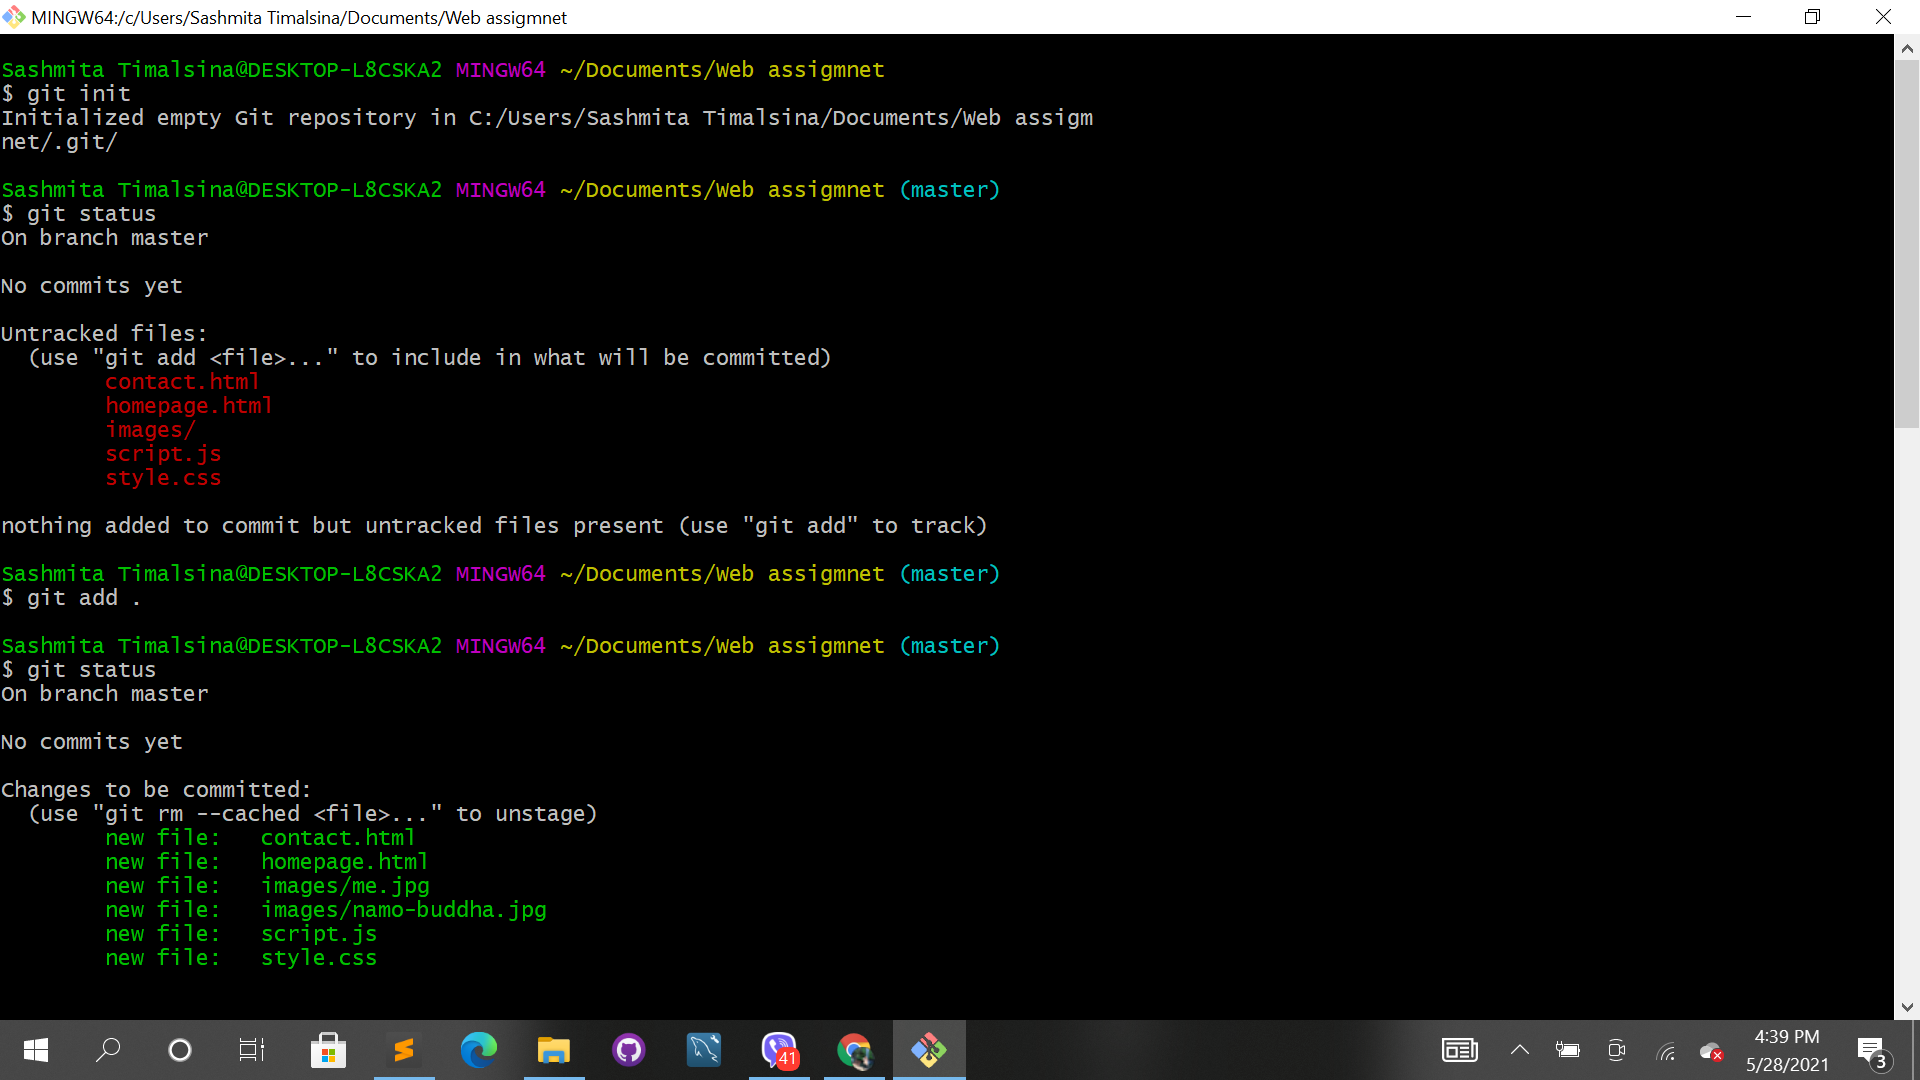 MINGW64:/c/Users/Sashmita Timalsina/Documents/Web assigmnet
Sashmita Timalsina@DESKTOP-L8CSKA2 MINGW64 ~/Documents/Web assigmnet
$ git init
Initialized empty Git repository in C:/Users/Sashmita Timalsina/Documents/Web assigm
net/.git/
Sashmita Timalsina@DESKTOP-L8CSKA2 MINGW64 ~/Documents/Web assigmnet (master)
$ git status
On branch master
No commits yet
Untracked files:
  (use "git add <file>..." to include in what will be committed)
        contact.html
        homepage.html
        images/
        script.js
        style.css
nothing added to commit but untracked files present (use "git add" to track)
Sashmita Timalsina@DESKTOP-L8CSKA2 MINGW64 ~/Documents/Web assigmnet (master)
$ git add .
Sashmita Timalsina@DESKTOP-L8CSKA2 MINGW64 ~/Documents/Web assigmnet (master)
$ git status
On branch master
No commits yet
Changes to be committed:
  (use "git rm --cached <file>..." to unstage)
        new file:   contact.html
        new file:   homepage.html
        new file:   images/me.jpg
        new file:   images/namo-buddha.jpg
        new file:   script.js
        new file:   style.css
41
4:39 PM
5/28/2021
3